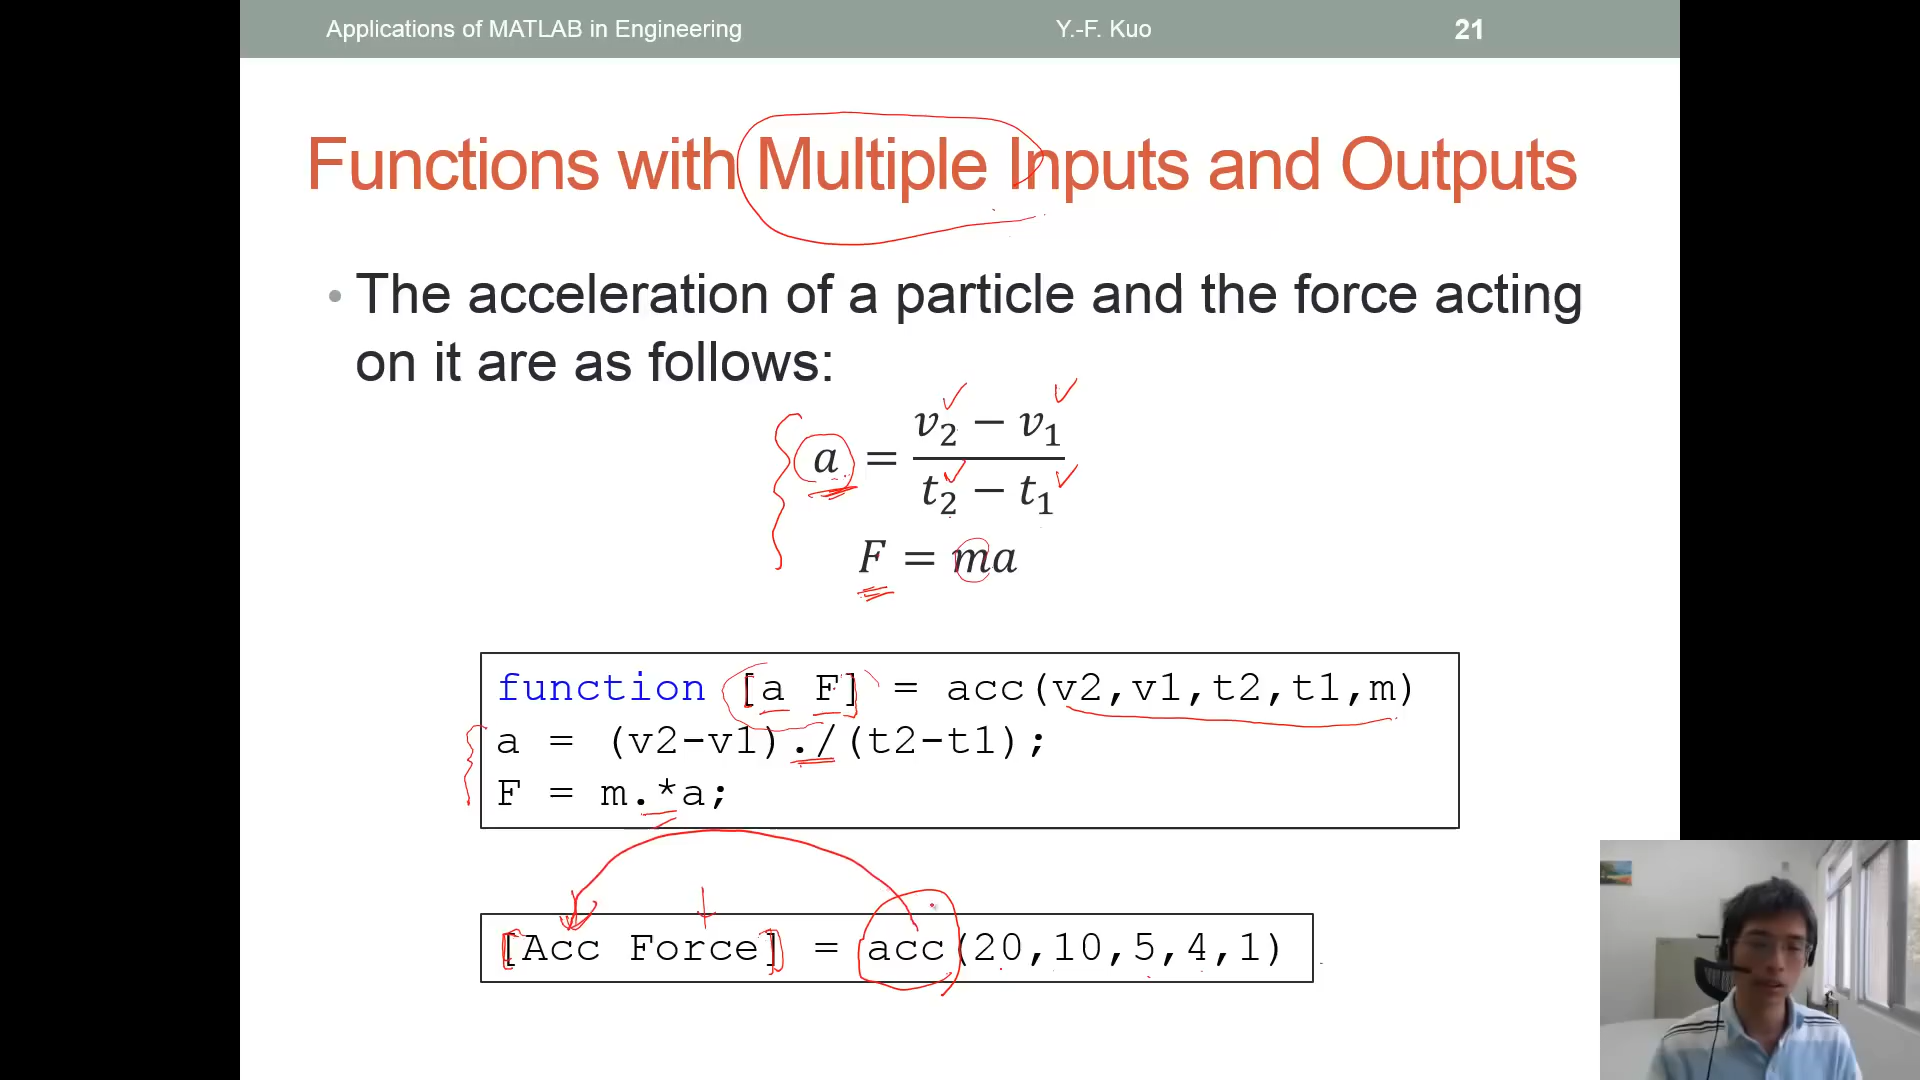 Applications of MATLAB in Engineering Y.-F. Kuo 21
Functions with Multiple Inputs and Outputs
• The acceleration of a particle and the force acting
on it are as follows:
a = (v₂ − v₁) / (t₂ − t₁)
F = ma
function [a F] = acc(v2,v1,t2,t1,m)
a = (v2-v1)./(t2-t1);
F = m.*a;
[Acc Force] = acc(20,10,5,4,1)